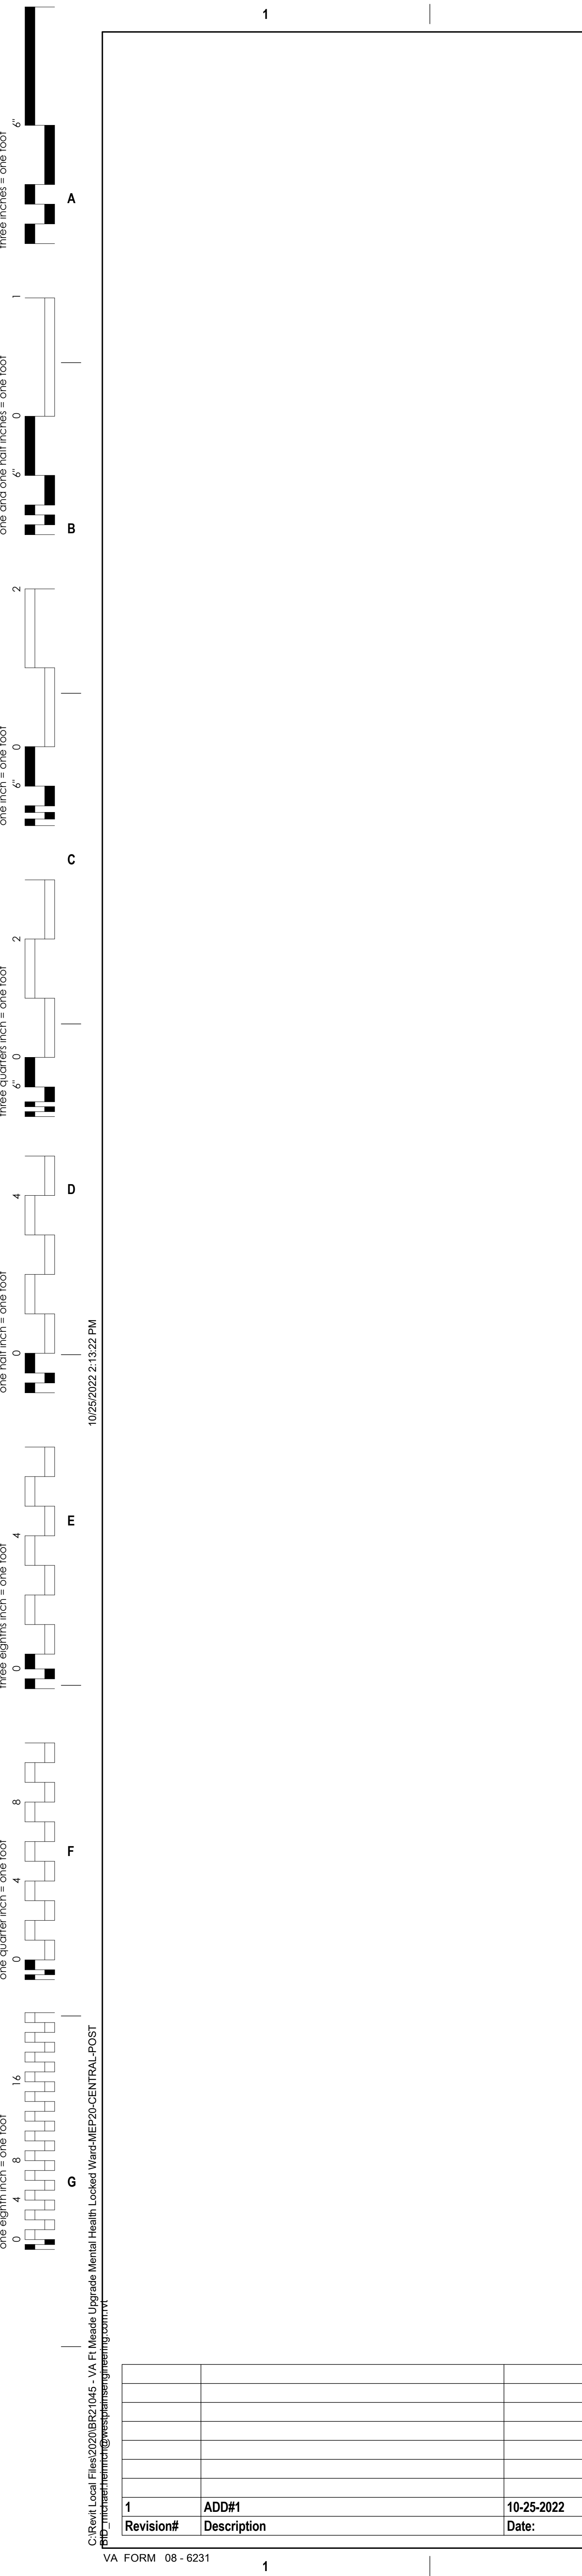 1
three inches = one foot
6"
A
one and one half inches = one foot
6"
0
1
B
one inch = one foot
6"
0
2
C
three quarters inch = one foot
6"
0
2
D
one half inch = one foot
0
4
10/25/2022 2:13:22 PM
E
three eighths inch = one foot
0
4
F
one quarter inch = one foot
0
4
8
G
one eighth inch = one foot
0
4
8
16
C:\Revit Local Files\2020\BR21045 - VA Ft Meade Upgrade Mental Health Locked Ward-MEP20-CENTRAL-POST
BID_michael.heinrich@westplainsengineering.com.rvt
1 ADD#1 10-25-2022
Revision# Description Date:
VA FORM 08 - 6231
1